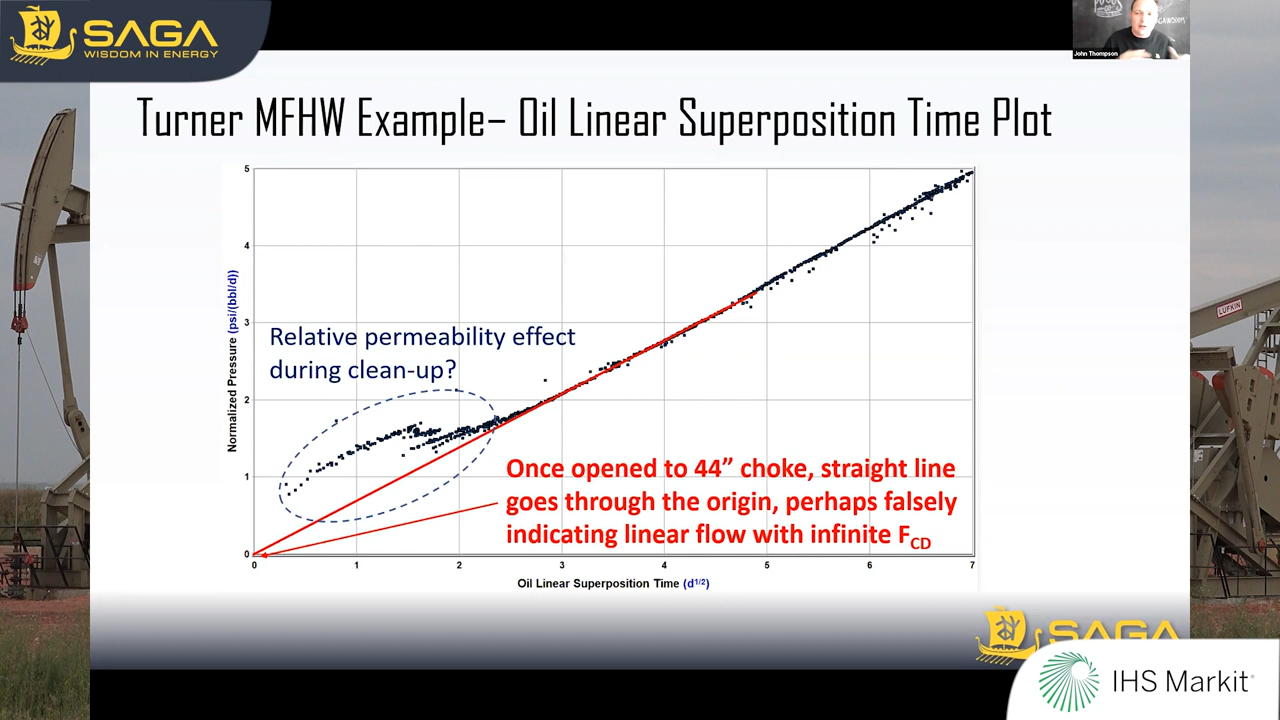 SAGA
WISDOM IN ENERGY
John Thompson
Turner MFHW Example– Oil Linear Superposition Time Plot
5
4
3
2
1
0
Normalized Pressure (psi/(bbl/d))
Relative permeability effect
during clean-up?
Once opened to 44” choke, straight line
goes through the origin, perhaps falsely
indicating linear flow with infinite FCD
0 1 2 3 4 5 6 7
Oil Linear Superposition Time (d1/2)
LUFKIN
SAGA
IHS Markit